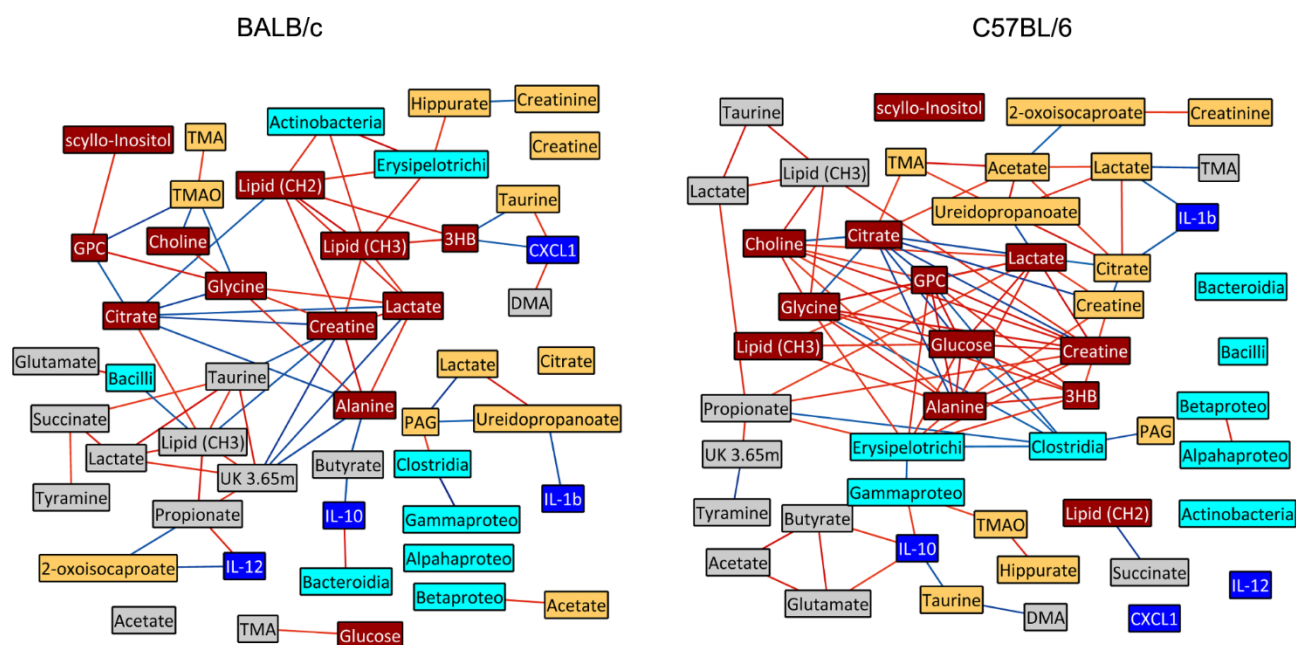 BALB/c
Hippurate
Creatinine
Actinobacteria
scyllo-Inositol
TMA
Creatine
Erysipelotrichi
Lipid (CH2)
TMAO
Taurine
Choline
Lipid (CH3)
3HB
GPC
CXCL1
Glycine
DMA
Lactate
Citrate
Creatine
Glutamate
Bacilli
Taurine
Lactate
Citrate
Alanine
Succinate
PAG
Ureidopropanoate
Lipid (CH3)
Lactate
Butyrate
Clostridia
UK 3.65m
Tyramine
IL-1b
Propionate
IL-10
Gammaproteo
Alpahaproteo
2-oxoisocaproate
IL-12
Bacteroidia
Betaproteo
Acetate
Acetate
TMA
Glucose
C57BL/6
Taurine
scyllo-Inositol
2-oxoisocaproate
Creatinine
TMA
Acetate
Lactate
TMA
Lipid (CH3)
Lactate
Ureidopropanoate
IL-1b
Choline
Citrate
Lactate
Citrate
GPC
Bacteroidia
Glycine
Creatine
Lipid (CH3)
Glucose
Creatine
Bacilli
3HB
Propionate
Alanine
Betaproteo
PAG
UK 3.65m
Erysipelotrichi
Clostridia
Alpahaproteo
Gammaproteo
Tyramine
Butyrate
TMAO
Lipid (CH2)
Actinobacteria
IL-10
Acetate
Hippurate
Succinate
IL-12
Glutamate
Taurine
DMA
CXCL1